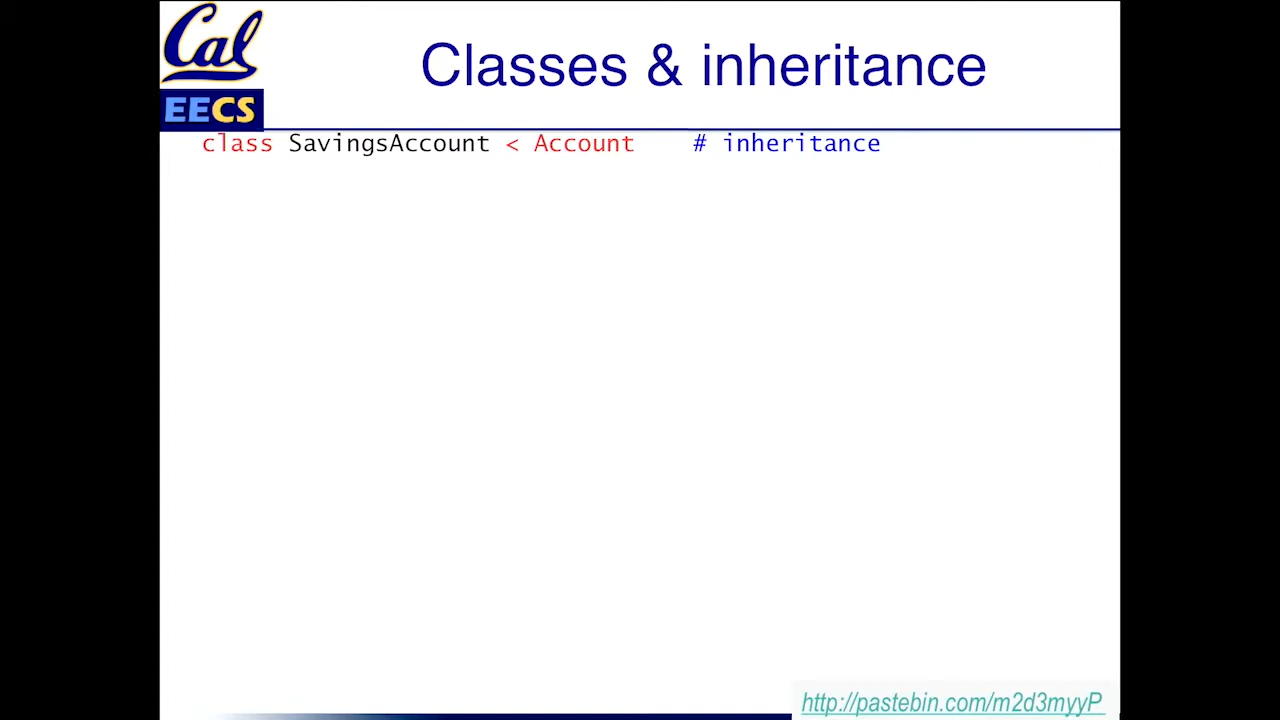 Cal
EECS
Classes & inheritance
class SavingsAccount < Account    # inheritance
http://pastebin.com/m2d3myyP